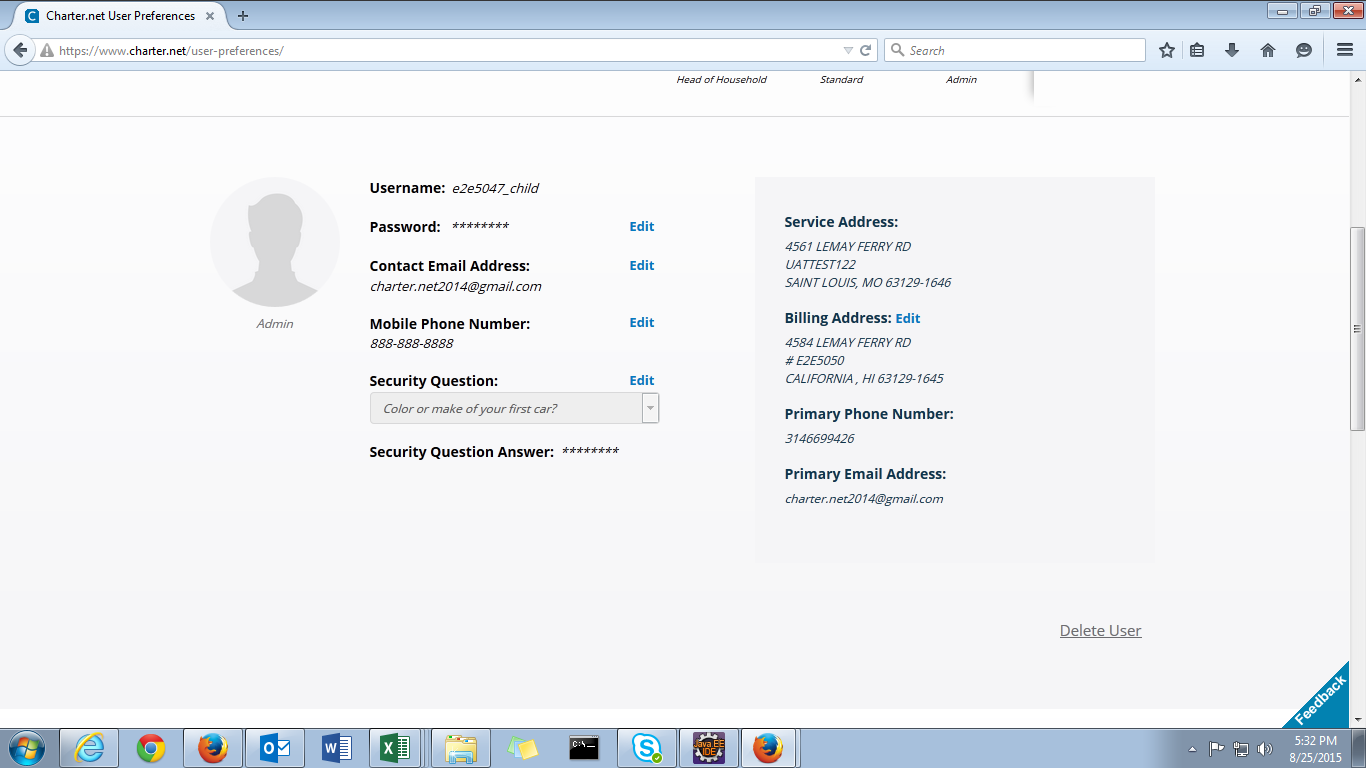 Charter.net User Preferences
https://www.charter.net/user-preferences/
Search
Head of Household Standard Admin
Username: e2e5047_child
Password: ******** Edit
Contact Email Address: Edit
charter.net2014@gmail.com
Admin
Mobile Phone Number: Edit
888-888-8888
Security Question: Edit
Color or make of your first car?
Security Question Answer: ********
Service Address:
4561 LEMAY FERRY RD
UATTEST122
SAINT LOUIS, MO 63129-1646
Billing Address: Edit
4584 LEMAY FERRY RD
# E2E5050
CALIFORNIA , HI 63129-1645
Primary Phone Number:
3146699426
Primary Email Address:
charter.net2014@gmail.com
Delete User
Feedback
C:\_
Java EE
IDE
5:32 PM
8/25/2015